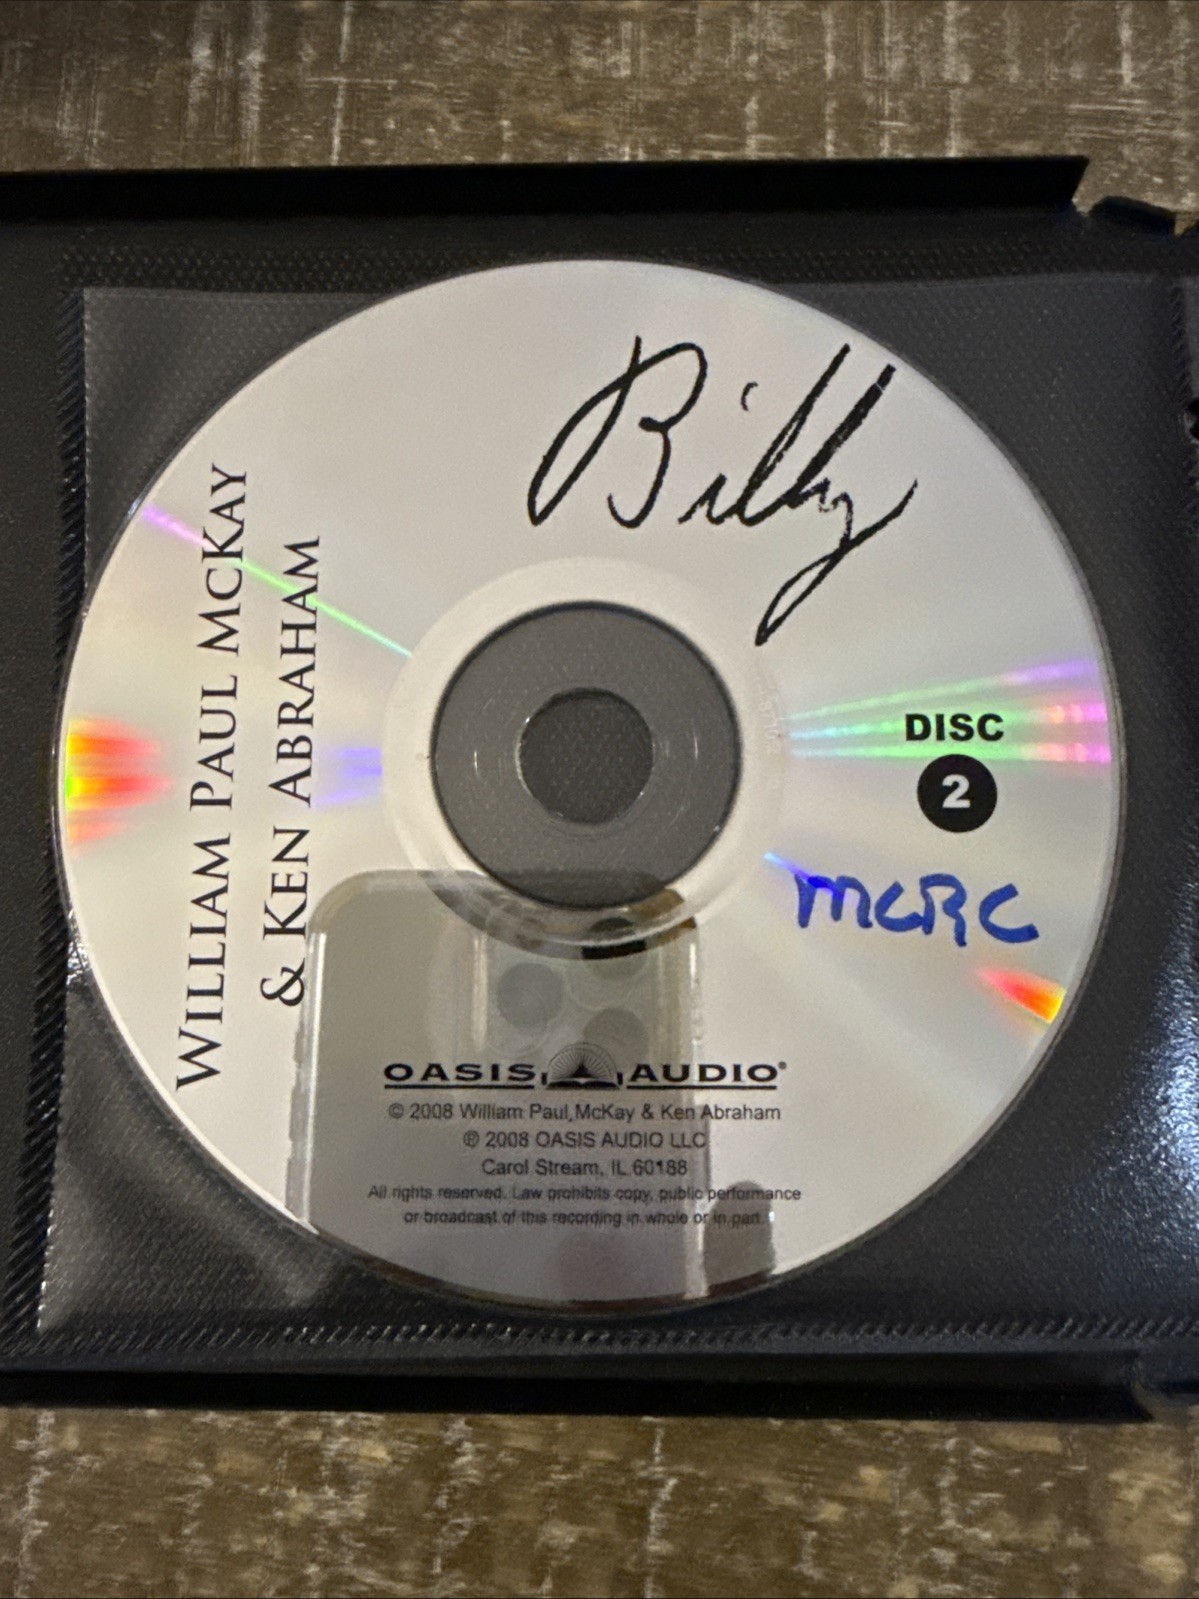 Billy
WILLIAM PAUL MCKAY
& KEN ABRAHAM
DISC
2
MCRC
OASIS AUDIO®
© 2008 William Paul McKay & Ken Abraham
℗ 2008 OASIS AUDIO LLC
Carol Stream, IL 60188
All rights reserved. Law prohibits copy, public performance
or broadcast of this recording in whole or in part.